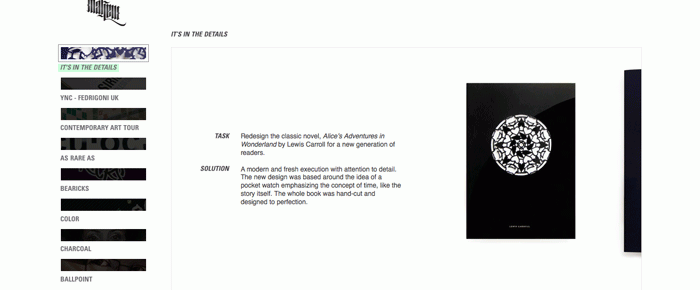 IT'S IN THE DETAILS
IT'S IN THE DETAILS
YNC - FEDRIGONI UK
CONTEMPORARY ART TOUR
AS RARE AS
BEARICKS
COLOR
CHARCOAL
BALLPOINT
TASK
Redesign the classic novel, Alice's Adventures in
Wonderland by Lewis Carroll for a new generation of
readers.
SOLUTION
A modern and fresh execution with attention to detail.
The new design was based around the idea of a
pocket watch emphasizing the concept of time, like the
story itself. The whole book was hand-cut and
designed to perfection.